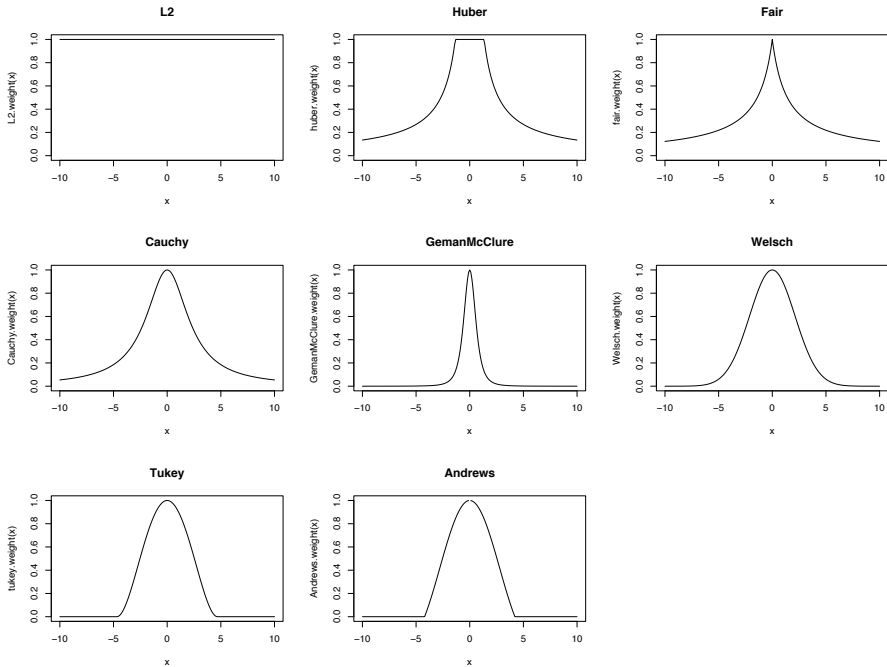 L2
L2.weight(x)
0.0 0.2 0.4 0.6 0.8 1.0
−10 −5 0 5 10
x
Huber
huber.weight(x)
0.0 0.2 0.4 0.6 0.8 1.0
−10 −5 0 5 10
x
Fair
fair.weight(x)
0.0 0.2 0.4 0.6 0.8 1.0
−10 −5 0 5 10
x
Cauchy
Cauchy.weight(x)
0.0 0.2 0.4 0.6 0.8 1.0
−10 −5 0 5 10
x
GemanMcClure
GemanMcClure.weight(x)
0.0 0.2 0.4 0.6 0.8 1.0
−10 −5 0 5 10
x
Welsch
Welsch.weight(x)
0.0 0.2 0.4 0.6 0.8 1.0
−10 −5 0 5 10
x
Tukey
tukey.weight(x)
0.0 0.2 0.4 0.6 0.8 1.0
−10 −5 0 5 10
x
Andrews
Andrews.weight(x)
0.0 0.2 0.4 0.6 0.8 1.0
−10 −5 0 5 10
x